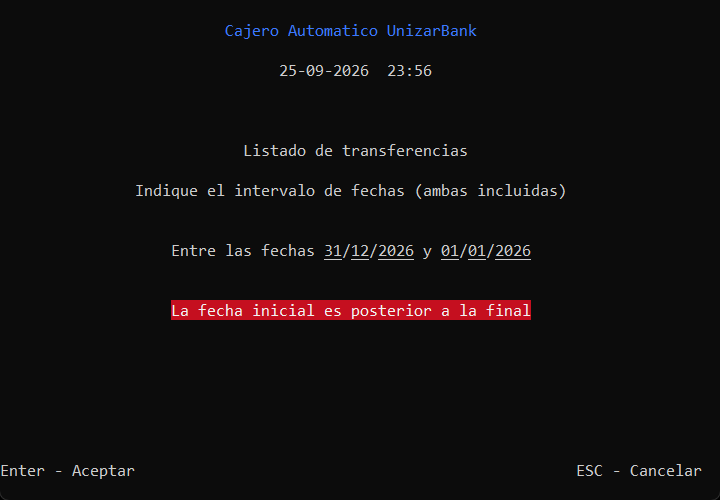 Cajero Automatico UnizarBank
25-09-2026 23:56
Listado de transferencias
Indique el intervalo de fechas (ambas incluidas)
Entre las fechas 31/12/2026 y 01/01/2026
La fecha inicial es posterior a la final
Enter - Aceptar
ESC - Cancelar